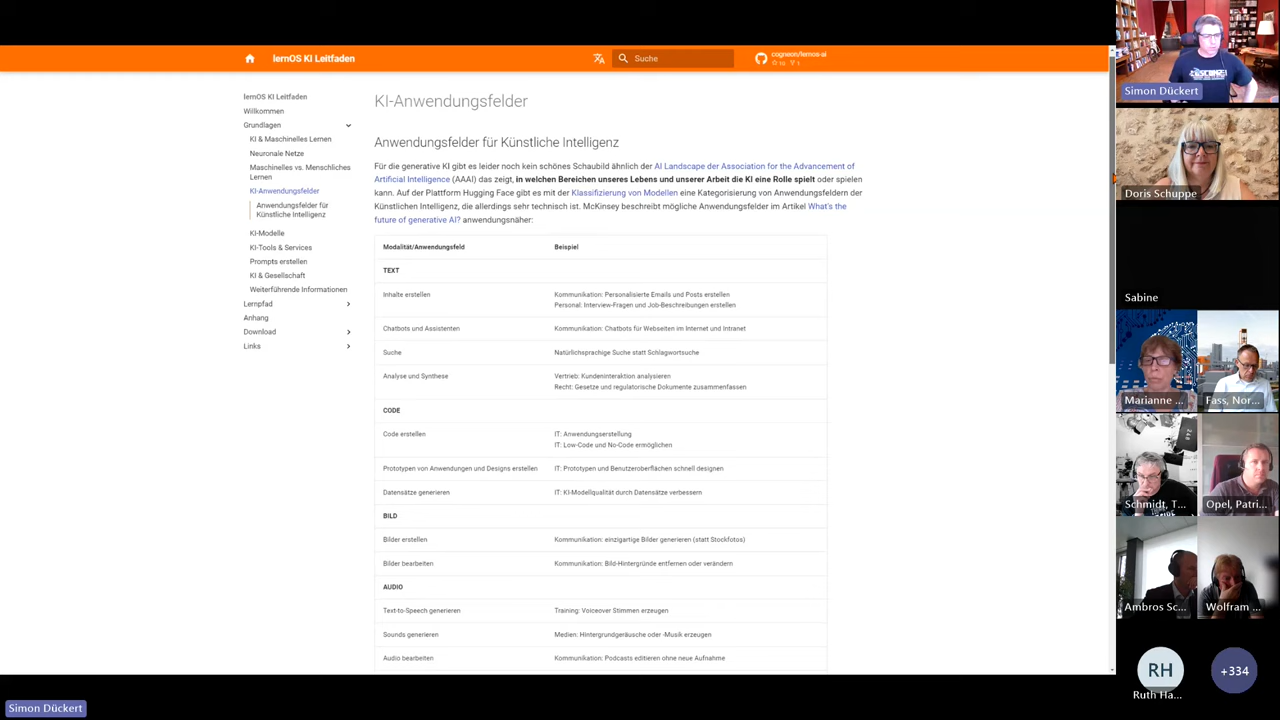 lernOS KI Leitfaden
Suche
cogneon/lernos-ai
lernOS KI Leitfaden
Willkommen
Grundlagen
KI & Maschinelles Lernen
Neuronale Netze
Maschinelles vs. Menschliches
Lernen
KI-Anwendungsfelder
Anwendungsfelder für
Künstliche Intelligenz
KI-Modelle
KI-Tools & Services
Prompts erstellen
KI & Gesellschaft
Weiterführende Informationen
Lernpfad
Anhang
Download
Links
KI-Anwendungsfelder
Anwendungsfelder für Künstliche Intelligenz
Für die generative KI gibt es leider noch kein schönes Schaubild ähnlich der AI Landscape der Association for the Advancement of
Artificial Intelligence (AAAI) das zeigt, in welchen Bereichen unseres Lebens und unserer Arbeit die KI eine Rolle spielt oder spielen
kann. Auf der Plattform Hugging Face gibt es mit der Klassifizierung von Modellen eine Kategorisierung von Anwendungsfeldern der
Künstlichen Intelligenz, die allerdings sehr technisch ist. McKinsey beschreibt mögliche Anwendungsfelder im Artikel What's the
future of generative AI? anwendungsnäher:
Modalität/Anwendungsfeld Beispiel
TEXT
Inhalte erstellen Kommunikation: Personalisierte Emails und Posts erstellen
Personal: Interview-Fragen und Job-Beschreibungen erstellen
Chatbots und Assistenten Kommunikation: Chatbots für Webseiten im Internet und Intranet
Suche Natürlichsprachige Suche statt Schlagwortsuche
Analyse und Synthese Vertrieb: Kundeninteraktion analysieren
Recht: Gesetze und regulatorische Dokumente zusammenfassen
CODE
Code erstellen IT: Anwendungserstellung
IT: Low-Code und No-Code ermöglichen
Prototypen von Anwendungen und Designs erstellen IT: Prototypen und Benutzeroberflächen schnell designen
Datensätze generieren IT: KI-Modellqualität durch Datensätze verbessern
BILD
Bilder erstellen Kommunikation: einzigartige Bilder generieren (statt Stockfotos)
Bilder bearbeiten Kommunikation: Bild-Hintergründe entfernen oder verändern
AUDIO
Text-to-Speech generieren Training: Voiceover Stimmen erzeugen
Sounds generieren Medien: Hintergrundgeräusche oder -Musik erzeugen
Audio bearbeiten Kommunikation: Podcasts editieren ohne neue Aufnahme
Simon Dückert
Doris Schuppe
Sabine
Marianne ...
Fass, Nor...
Schmidt, T...
Opel, Patri...
Ambros Sc...
Wolfram ...
RH
+334
Ruth Ha...
Simon Dückert